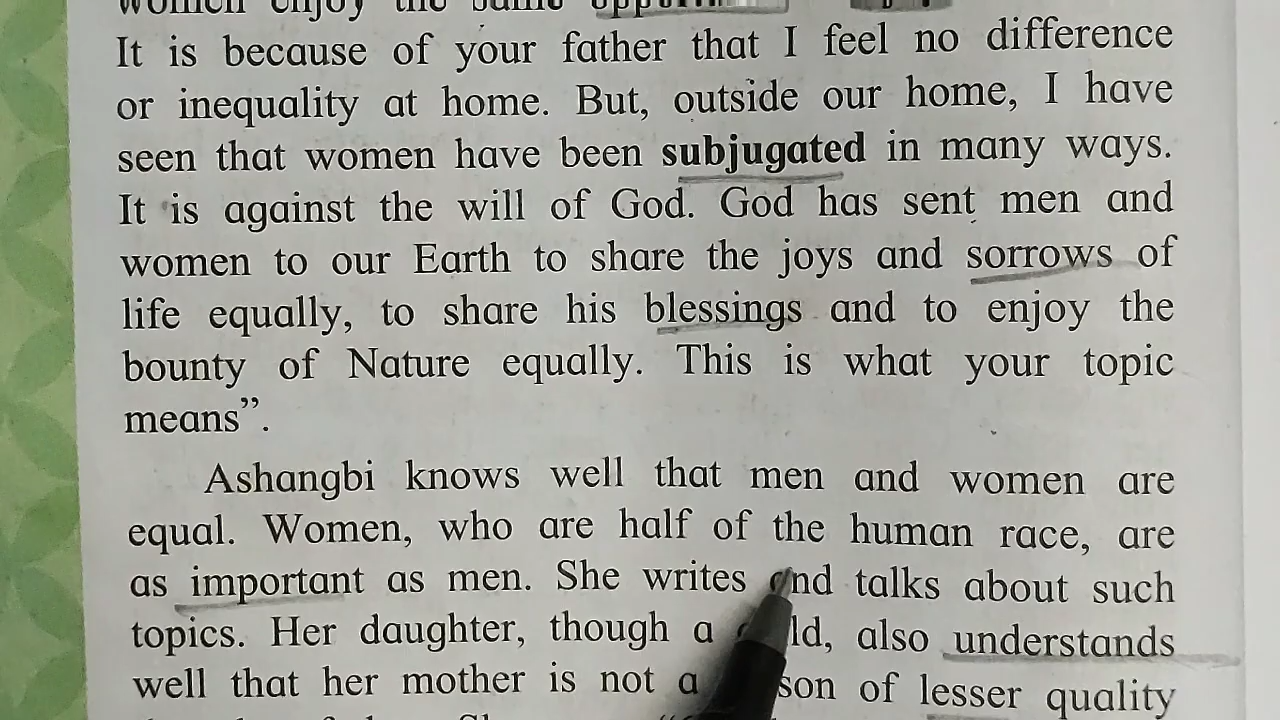 women enjoy the same
It is because of your father that I feel no difference
or inequality at home. But, outside our home, I have
seen that women have been subjugated in many ways.
It is against the will of God. God has sent men and
women to our Earth to share the joys and sorrows of
life equally, to share his blessings and to enjoy the
bounty of Nature equally. This is what your topic
means”.
Ashangbi knows well that men and women are
equal. Women, who are half of the human race, are
as important as men. She writes and talks about such
topics. Her daughter, though a also understands
well that her mother is not a of lesser quality